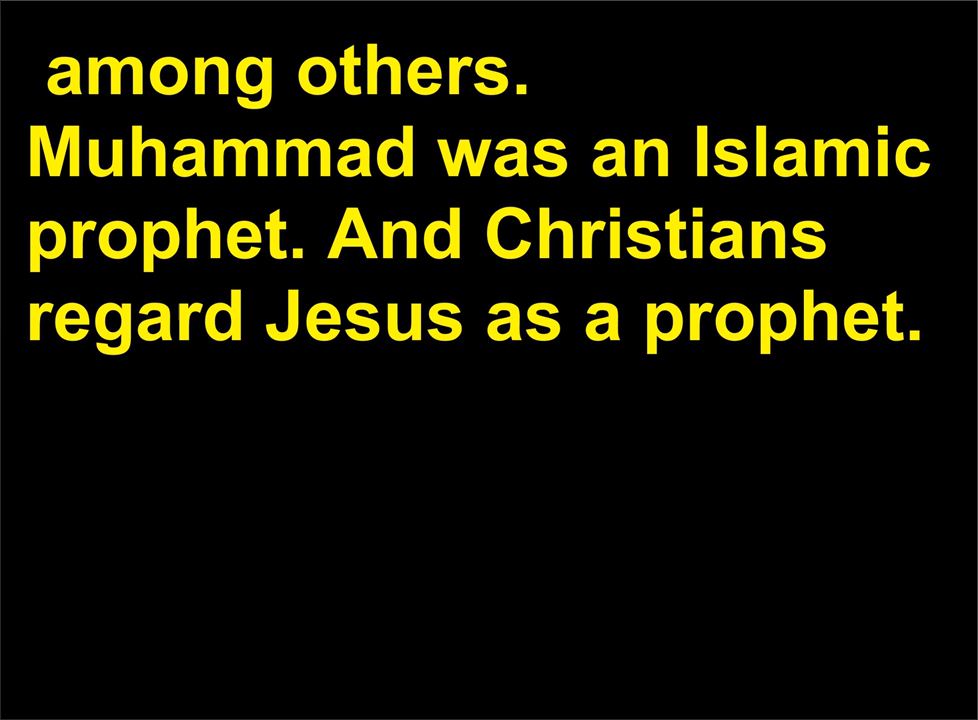 among others.
Muhammad was an Islamic
prophet. And Christians
regard Jesus as a prophet.